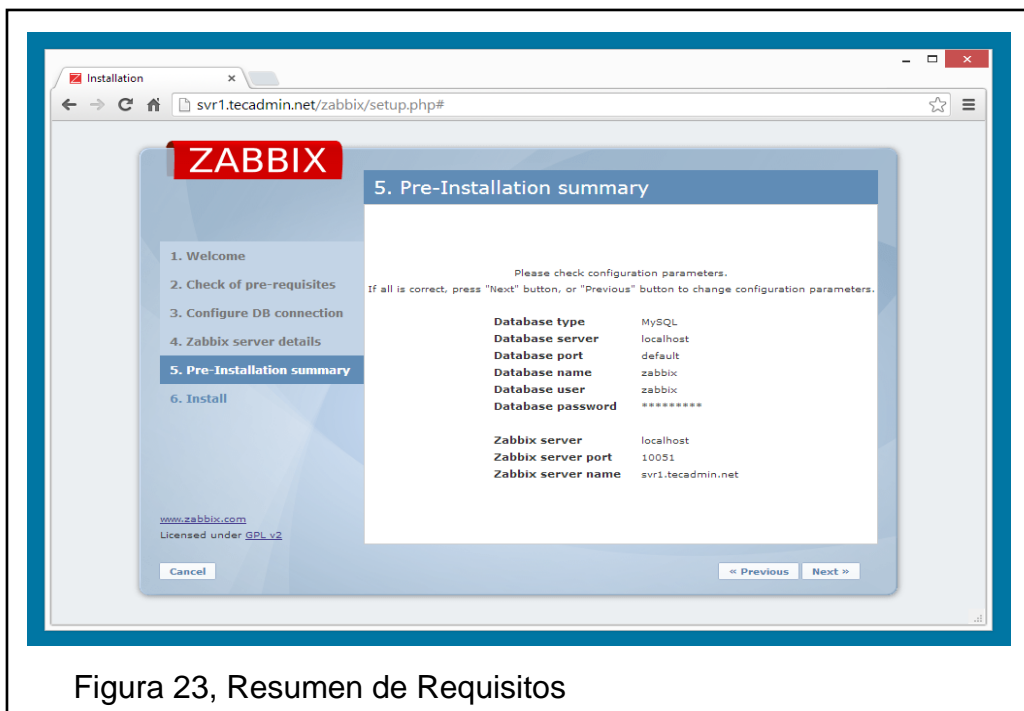 Installation
svr1.tecadmin.net/zabbix/setup.php#
ZABBIX
5. Pre-Installation summary
1. Welcome
2. Check of pre-requisites
3. Configure DB connection
4. Zabbix server details
5. Pre-Installation summary
6. Install
Please check configuration parameters.
If all is correct, press "Next" button, or "Previous" button to change configuration parameters.
Database type MySQL
Database server localhost
Database port default
Database name zabbix
Database user zabbix
Database password *********
Zabbix server localhost
Zabbix server port 10051
Zabbix server name svr1.tecadmin.net
www.zabbix.com
Licensed under GPL v2
Cancel
« Previous Next »
Figura 23, Resumen de Requisitos